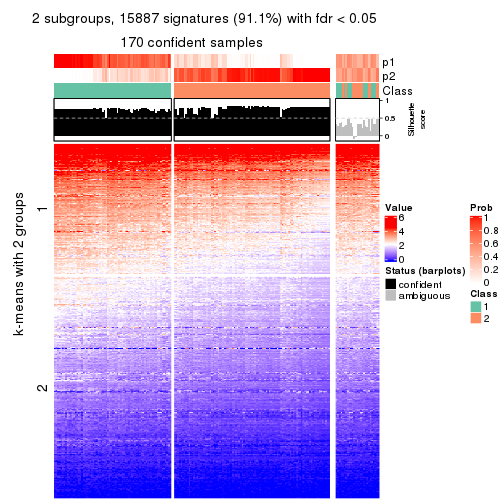 2 subgroups, 15887 signatures (91.1%) with fdr < 0.05
170 confident samples
p1
p2
Class
1
0.5
0
Silhouette
score
k-means with 2 groups
1
2
Value
6
4
2
0
Status (barplots)
confident
ambiguous
Prob
1
0.8
0.6
0.4
0.2
0
Class
1
2